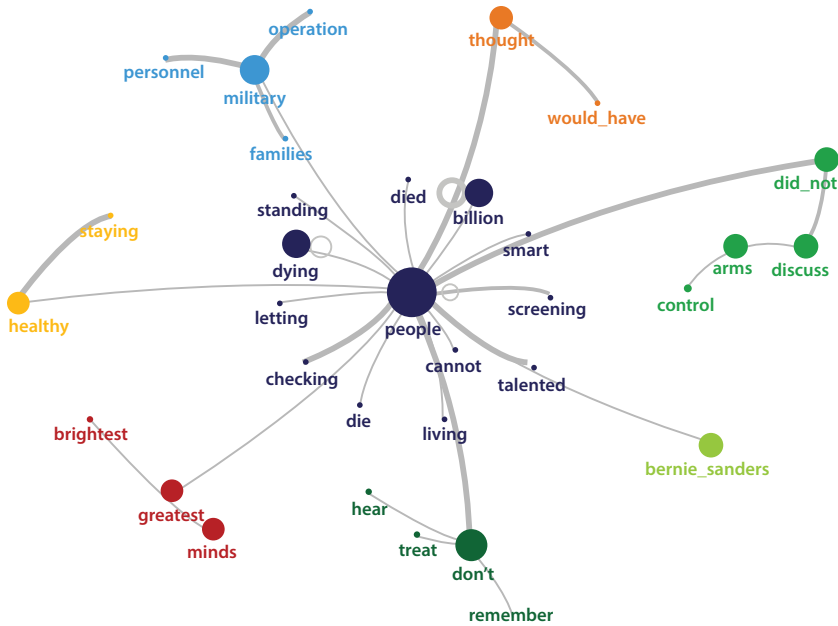 operation
thought
personnel
military
would_have
families
did_not
died
standing
billion
staying
smart
dying
arms
discuss
control
screening
letting
healthy
people
cannot
checking
talented
die
living
brightest
bernie_sanders
hear
greatest
treat
minds
don't
remember